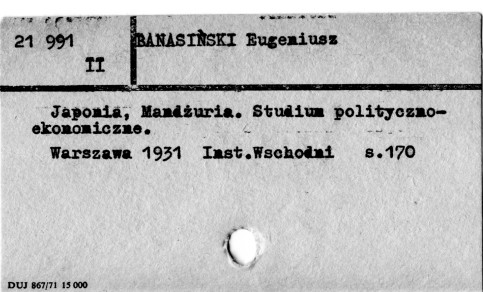 21 991 BANASIŃSKI Eugeniusz
II
Japonia, Mandżuria. Studium polityczno-
ekonomiczne.
Warszawa 1931 Inst.Wschodni s.170
DUJ 867/71 15 000